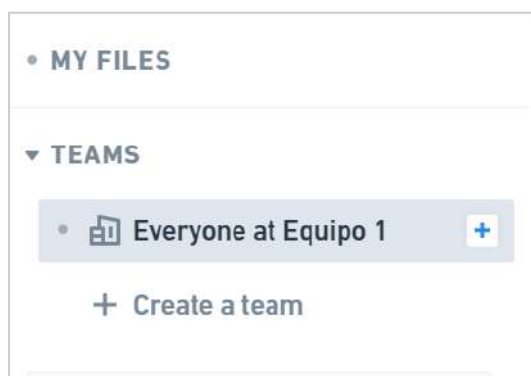 MY FILES
TEAMS
Everyone at Equipo 1 +
+ Create a team